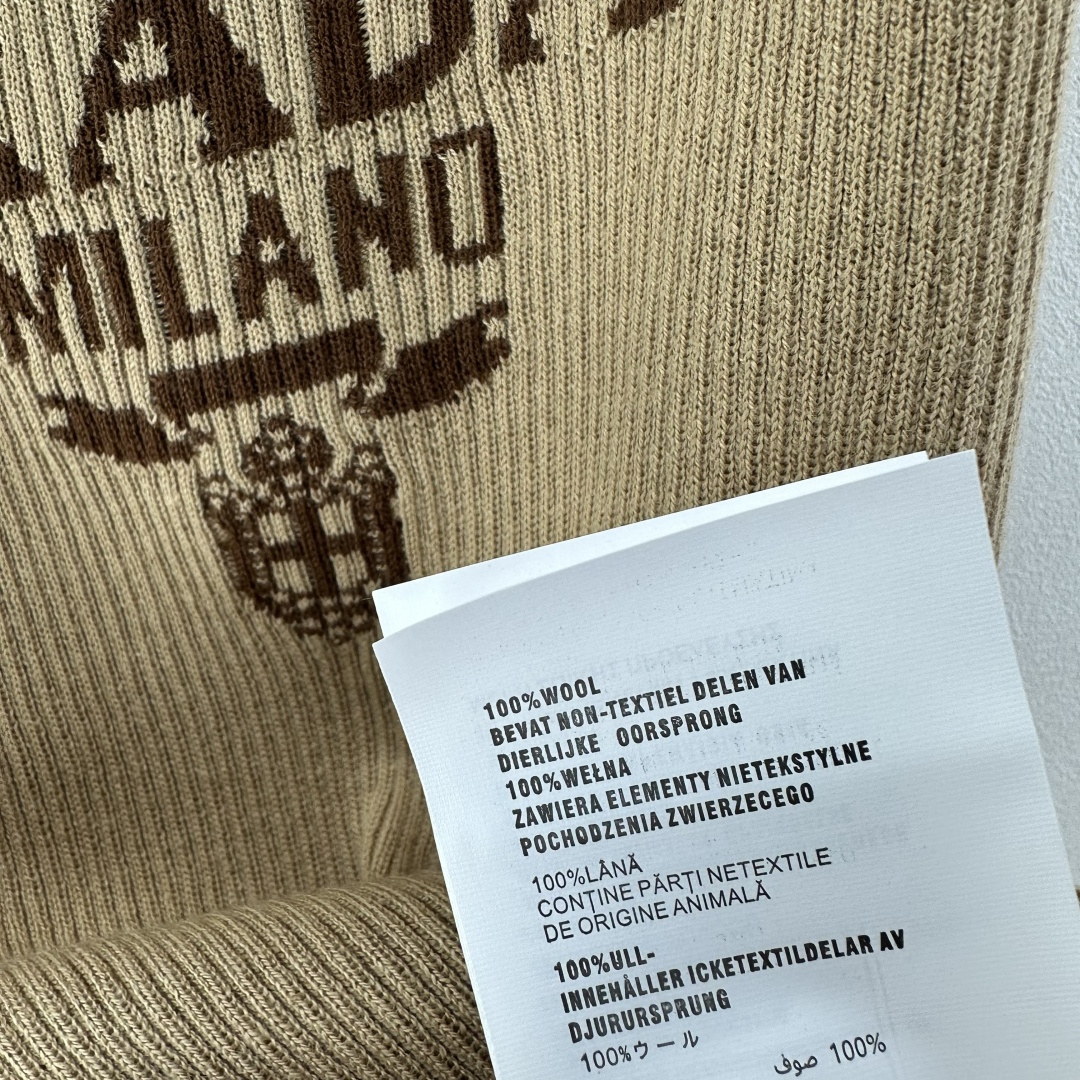 MILANO
100%WOOL
BEVAT NON-TEXTIEL DELEN VAN
DIERLIJKE OORSPRONG
100%WEŁNA
ZAWIERA ELEMENTY NIETEKSTYLNE
POCHODZENIA ZWIERZECEGO
100%LÂNĂ
CONȚINE PĂRȚI NETEXTILE
DE ORIGINE ANIMALĂ
100%ULL-
INNEHÅLLER ICKETEXTILDELAR AV
DJURURSPRUNG
100%ウール
100% صوف